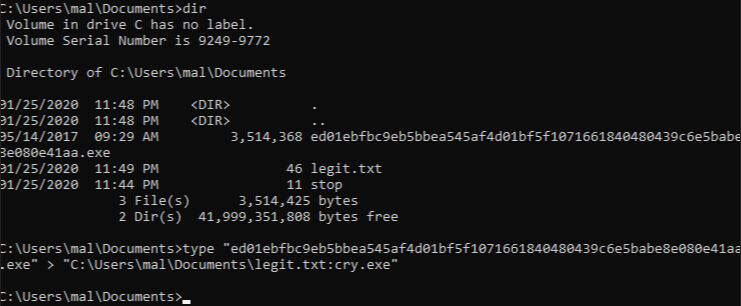 C:\Users\mal\Documents>dir
Volume in drive C has no label.
Volume Serial Number is 9249-9772
Directory of C:\Users\mal\Documents
01/25/2020 11:48 PM <DIR> .
01/25/2020 11:48 PM <DIR> ..
05/14/2017 09:29 AM 3,514,368 ed01ebfbc9eb5bbea545af4d01bf5f1071661840480439c6e5babe
8e080e41aa.exe
01/25/2020 11:49 PM 46 legit.txt
01/25/2020 11:44 PM 11 stop
3 File(s) 3,514,425 bytes
2 Dir(s) 41,999,351,808 bytes free
C:\Users\mal\Documents>type "ed01ebfbc9eb5bbea545af4d01bf5f1071661840480439c6e5babe8e080e41aa
.exe" > "C:\Users\mal\Documents\legit.txt:cry.exe"
C:\Users\mal\Documents>